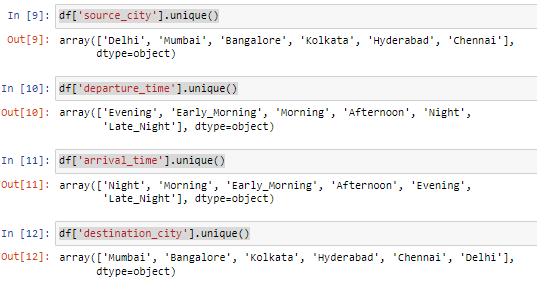 In [9]: df['source_city'].unique()
Out[9]: array(['Delhi', 'Mumbai', 'Bangalore', 'Kolkata', 'Hyderabad', 'Chennai'],
dtype=object)
In [10]: df['departure_time'].unique()
Out[10]: array(['Evening', 'Early_Morning', 'Morning', 'Afternoon', 'Night',
'Late_Night'], dtype=object)
In [11]: df['arrival_time'].unique()
Out[11]: array(['Night', 'Morning', 'Early_Morning', 'Afternoon', 'Evening',
'Late_Night'], dtype=object)
In [12]: df['destination_city'].unique()
Out[12]: array(['Mumbai', 'Bangalore', 'Kolkata', 'Hyderabad', 'Chennai', 'Delhi'],
dtype=object)